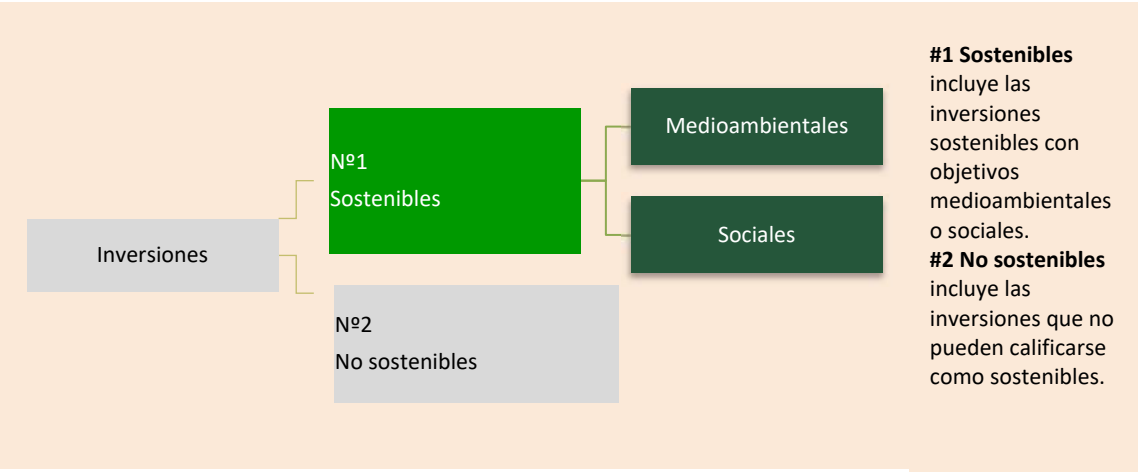 Inversiones
Nº1
Sostenibles
Medioambientales
Sociales
Nº2
No sostenibles
#1 Sostenibles
incluye las
inversiones
sostenibles con
objetivos
medioambientales
o sociales.
#2 No sostenibles
incluye las
inversiones que no
pueden calificarse
como sostenibles.